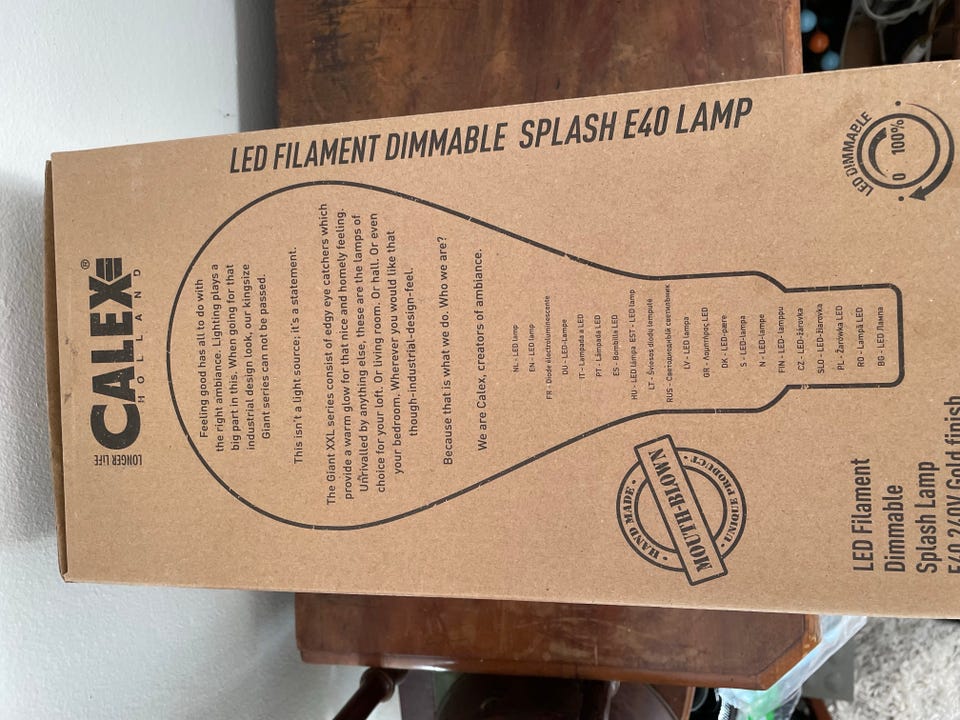 CALEX®
HOLLAND
LONGER LIFE
LED FILAMENT DIMMABLE SPLASH E40 LAMP
Feeling good has all to do with
the right ambiance. Lighting plays a
big part in this. When going for that
industrial design look, our kingsize
Giant series can not be passed.
This isn't a light source; it's a statement.
The Giant XXL series consist of edgy eye catchers which
provide a warm glow for that nice and homely feeling.
Unrivalled by anything else, these are the lamps of
choice for your loft. Or living room. Or hall. Or even
your bedroom. Wherever you would like that
though-industrial-design-feel.
Because that is what we do. Who we are?
We are Calex, creators of ambiance.
NL - LED lamp
EN - LED lamp
FR - Diode électroluminescente
DU - LED-Lampe
IT - Lampada a LED
PT - Lâmpada LED
ES - Bombilla LED
HU - LED lámpa EST - LED lamp
LT - Šviesos diodų lemputė
RUS - Светодиодный светильник
LV - LED lampa
GR - Λαμπτήρας LED
DK - LED-pære
S - LED-lampa
N - LED-lampe
FIN - LED-lamppu
CZ - LED-žárovka
SLO - LED-žiarovka
PL - Żarówka LED
RO - Lampă LED
BG - LED Лампа
LED DIMMABLE
0 100%
• HAND MADE •
MOUTH-BLOWN
• UNIQUE PRODUCT •
LED Filament
Dimmable
Splash Lamp
E40 240V Gold finish